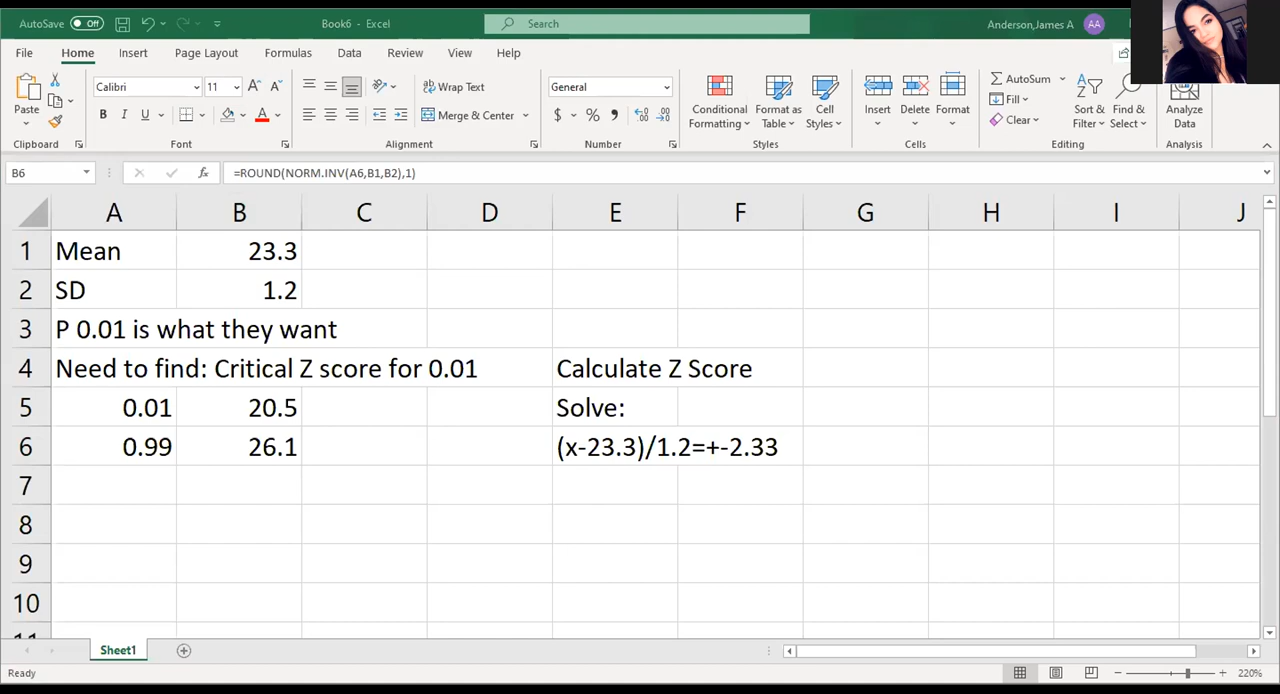 AutoSave Off Book6 - Excel Search Anderson,James A AA
File Home Insert Page Layout Formulas Data Review View Help
Paste Calibri 11 A A Wrap Text General Conditional Formatting Format as Table Cell Styles Insert Delete Format AutoSum Fill Clear Sort & Filter Find & Select Analyze Data
B I U A Merge & Center $ % 9
Clipboard Font Alignment Number Styles Cells Editing Analysis
B6 fx =ROUND(NORM.INV(A6,B1,B2),1)
A B C D E F G H I J
1 Mean 23.3
2 SD 1.2
3 P 0.01 is what they want
4 Need to find: Critical Z score for 0.01 Calculate Z Score
5 0.01 20.5 Solve:
6 0.99 26.1 (x-23.3)/1.2=+-2.33
7
8
9
10
Sheet1
Ready 220%